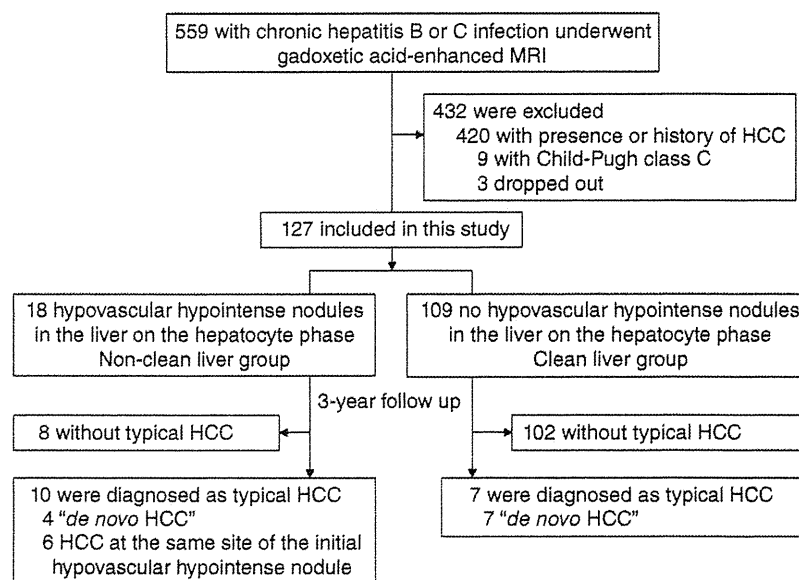 559 with chronic hepatitis B or C infection underwent
gadoxetic acid-enhanced MRI
432 were excluded
420 with presence or history of HCC
9 with Child-Pugh class C
3 dropped out
127 included in this study
18 hypovascular hypointense nodules
in the liver on the hepatocyte phase
Non-clean liver group
109 no hypovascular hypointense nodules
in the liver on the hepatocyte phase
Clean liver group
3-year follow up
8 without typical HCC
102 without typical HCC
10 were diagnosed as typical HCC
4 “de novo HCC”
6 HCC at the same site of the initial
hypovascular hypointense nodule
7 were diagnosed as typical HCC
7 “de novo HCC”